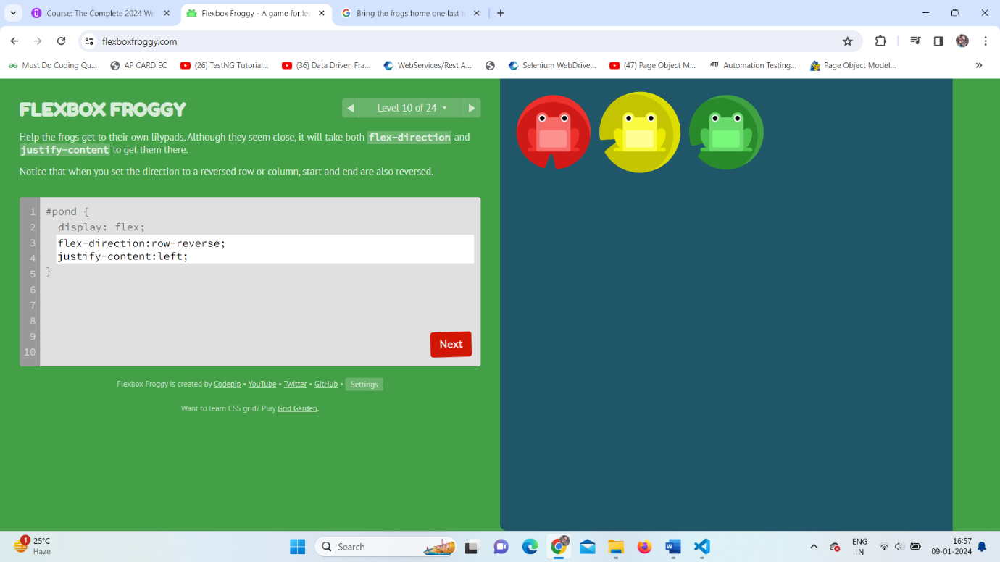 Course: The Complete 2024 We
Flexbox Froggy - A game for lea
Bring the frogs home one last t
flexboxfroggy.com
Must Do Coding Qu...
AP CARD EC
(26) TestNG Tutorial...
(36) Data Driven Fra...
WebServices/Rest A...
Selenium WebDrive...
(47) Page Object M...
Automation Testing...
Page Object Model...
»
FLEXBOX FROGGY
◀ Level 10 of 24 ▾ ▶
Help the frogs get to their own lilypads. Although they seem close, it will take both flex-direction and
justify-content to get them there.
Notice that when you set the direction to a reversed row or column, start and end are also reversed.
1 #pond {
2 display: flex;
3 flex-direction:row-reverse;
4 justify-content:left;
5 }
6
7
8
9
10
Next
Flexbox Froggy is created by Codepip • YouTube • Twitter • GitHub • Settings
Want to learn CSS grid? Play Grid Garden.
1
25°C
Haze
Search
ENG
IN
16:57
09-01-2024